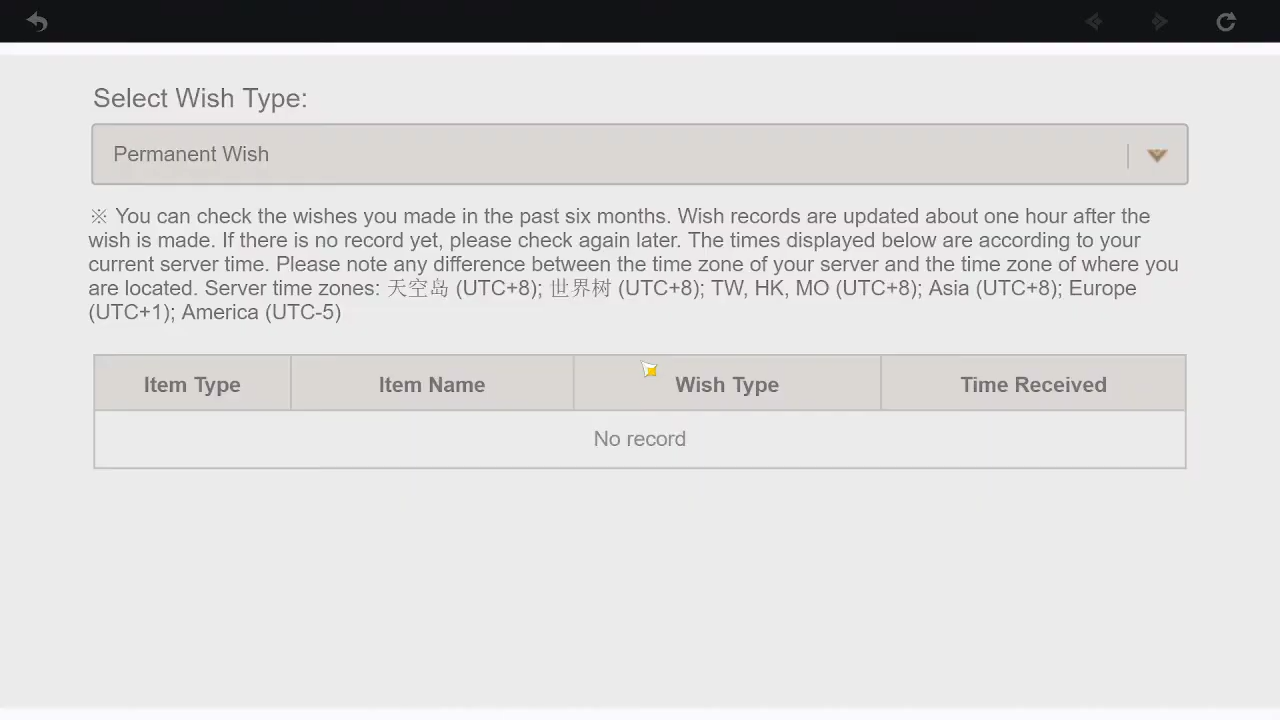 Select Wish Type:
Permanent Wish
※ You can check the wishes you made in the past six months. Wish records are updated about one hour after the
wish is made. If there is no record yet, please check again later. The times displayed below are according to your
current server time. Please note any difference between the time zone of your server and the time zone of where you
are located. Server time zones: 天空岛 (UTC+8); 世界树 (UTC+8); TW, HK, MO (UTC+8); Asia (UTC+8); Europe
(UTC+1); America (UTC-5)
Item Type Item Name Wish Type Time Received
No record